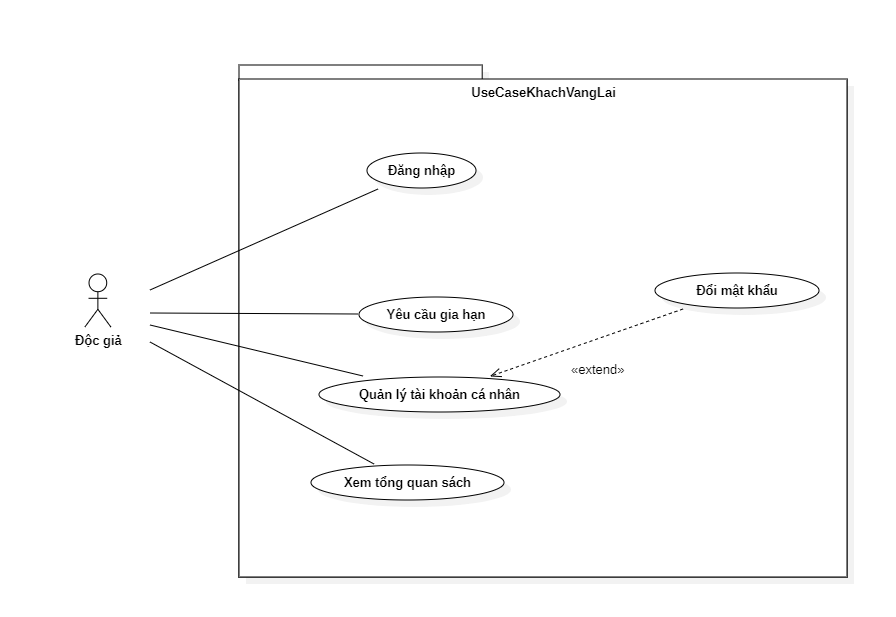 UseCaseKhachVangLai
Đăng nhập
Đổi mật khẩu
Yêu cầu gia hạn
Độc giả
«extend»
Quản lý tài khoản cá nhân
Xem tổng quan sách